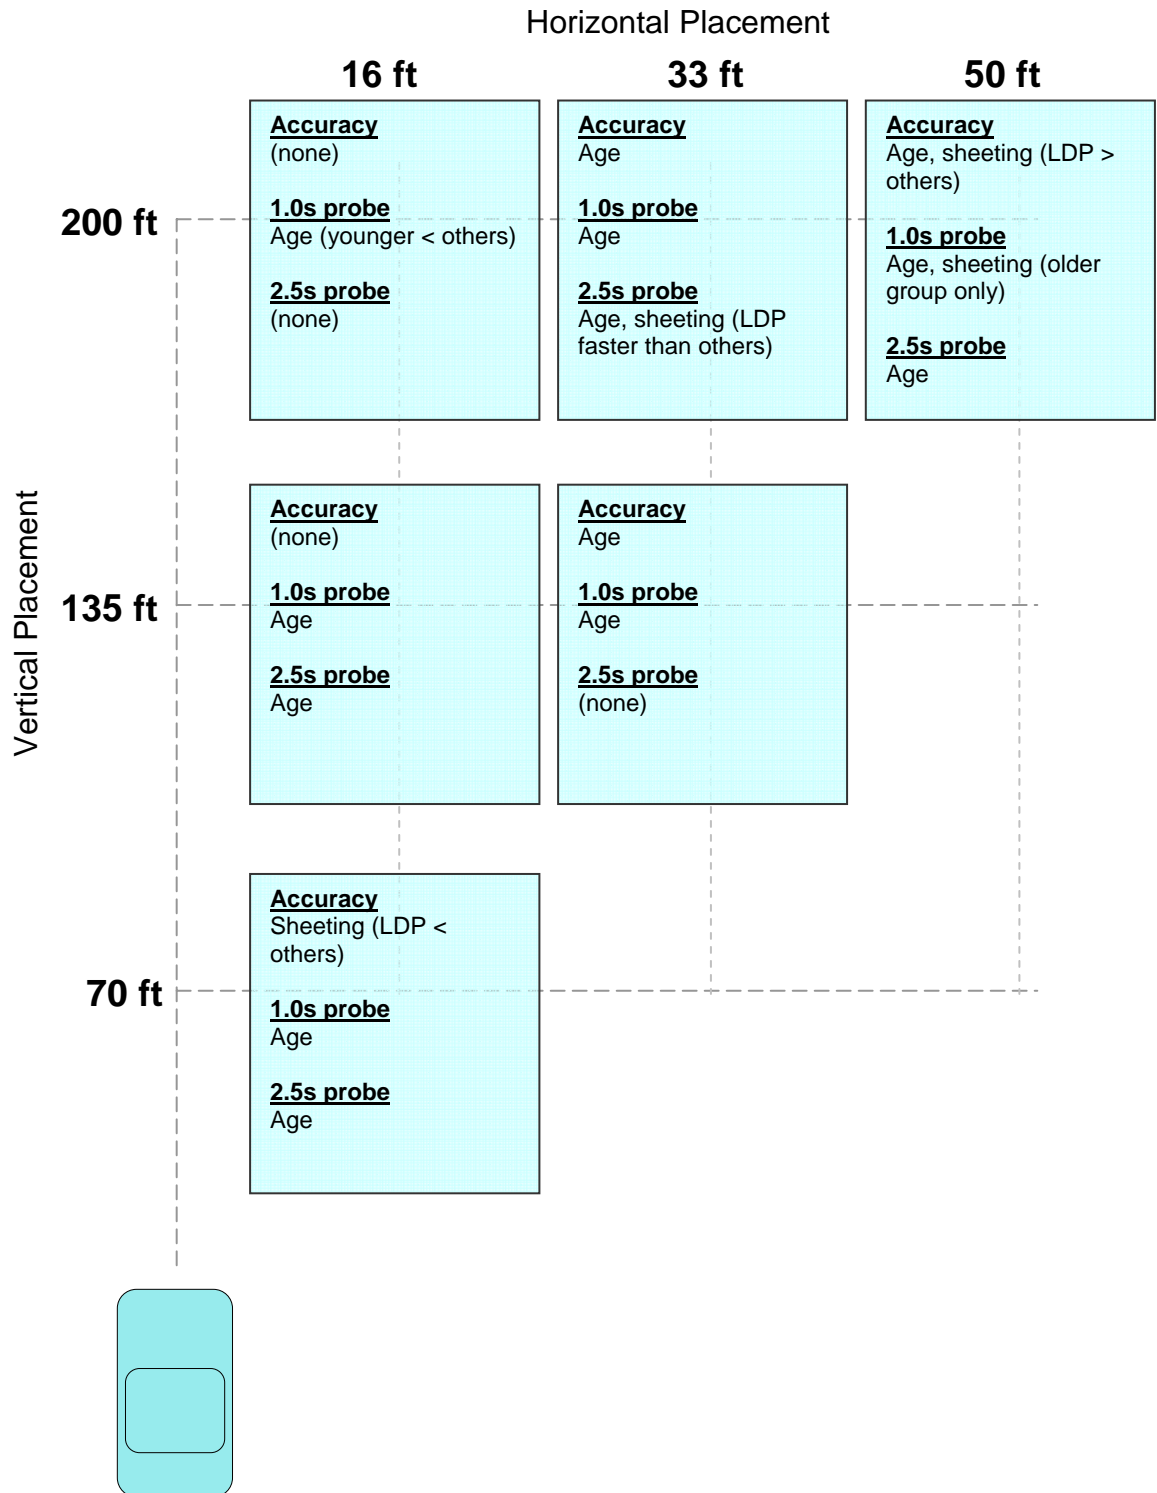 Horizontal Placement
16 ft
33 ft
50 ft
Vertical Placement
200 ft
Accuracy
(none)
1.0s probe
Age (younger < others)
2.5s probe
(none)
Accuracy
Age
1.0s probe
Age
2.5s probe
Age, sheeting (LDP
faster than others)
Accuracy
Age, sheeting (LDP >
others)
1.0s probe
Age, sheeting (older
group only)
2.5s probe
Age
135 ft
Accuracy
(none)
1.0s probe
Age
2.5s probe
Age
Accuracy
Age
1.0s probe
Age
2.5s probe
(none)
70 ft
Accuracy
Sheeting (LDP <
others)
1.0s probe
Age
2.5s probe
Age